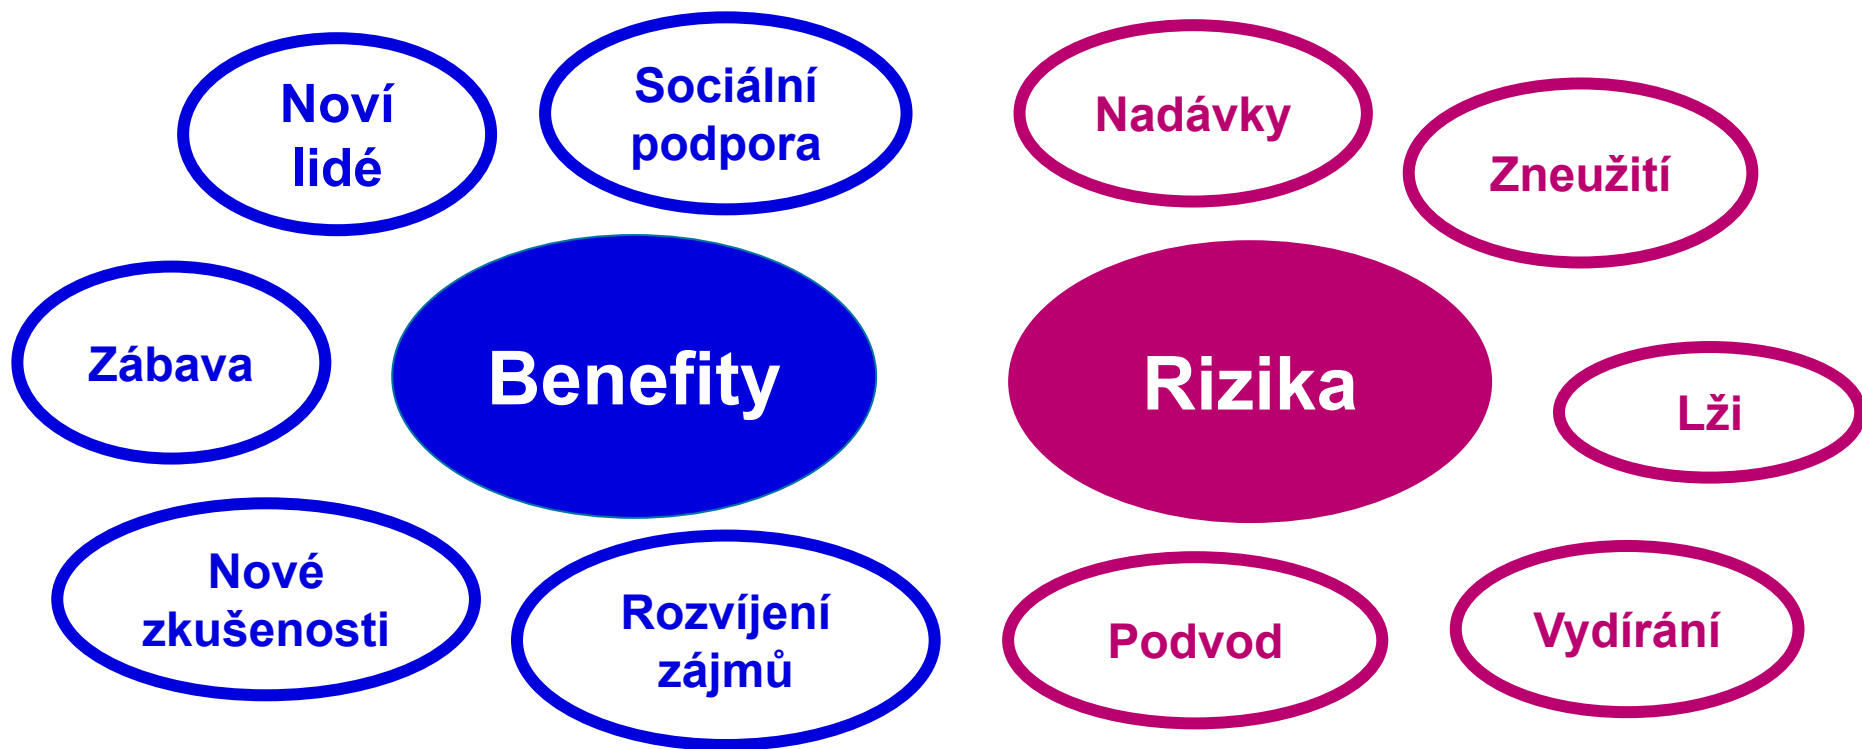 Noví
lidé
Sociální
podpora
Zábava
Benefity
Nové
zkušenosti
Rozvíjení
zájmů
Nadávky
Zneužití
Rizika
Lži
Podvod
Vydírání